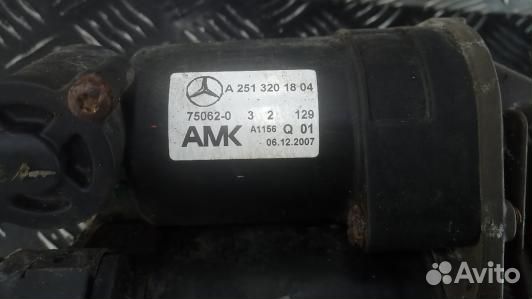 A 251 320 18 04
75062-0 3 2 129
AMK A1156 Q 01
06.12.2007
Avito